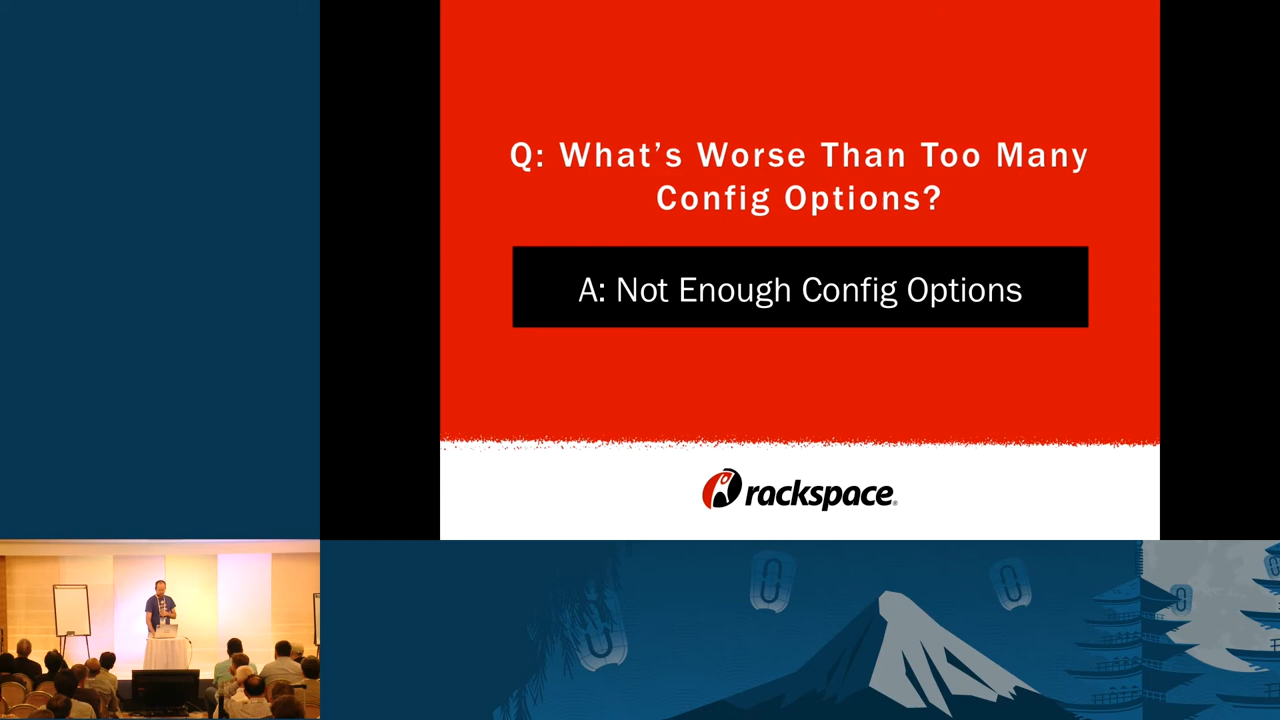 Q: What’s Worse Than Too Many
Config Options?
A: Not Enough Config Options
rackspace